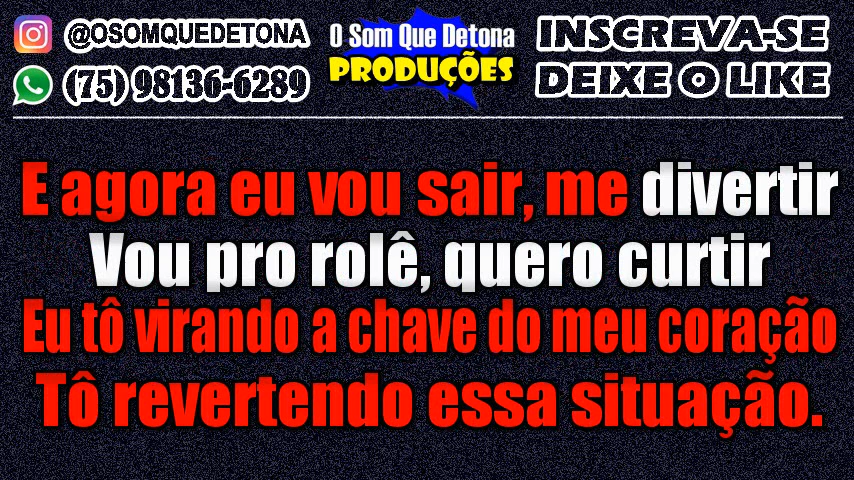 @OSOMQUEDETONA
(75) 98136-6289
O Som Que Detona
PRODUÇÕES
INSCREVA-SE
DEIXE O LIKE
E agora eu vou sair, me divertir
Vou pro rolê, quero curtir
Eu tô virando a chave do meu coração
Tô revertendo essa situação.